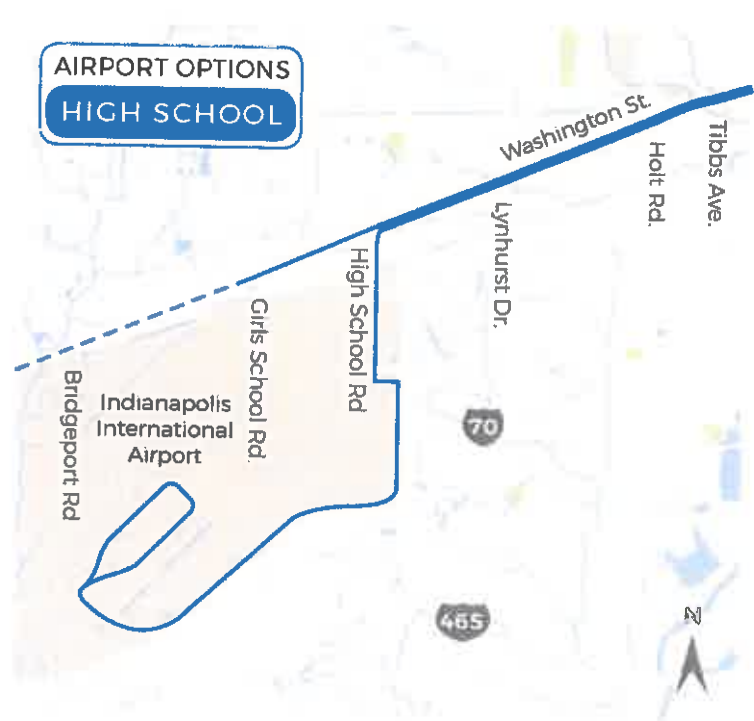 AIRPORT OPTIONS
HIGH SCHOOL
Washington St.
Tibbs Ave.
Holt Rd.
Lynhurst Dr.
High School Rd
Girls School Rd.
Bridgeport Rd
Indianapolis
International
Airport
70
465
N